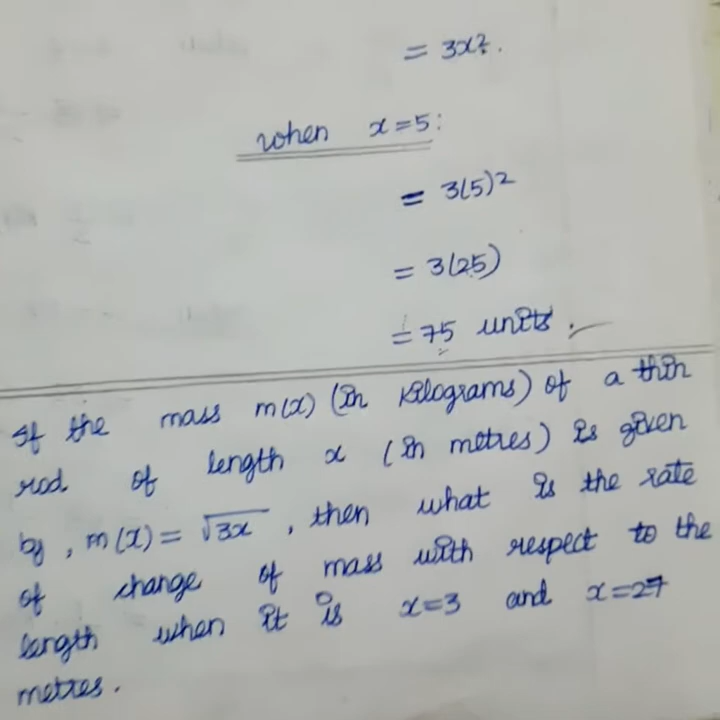 = 3x².
when x=5:
= 3(5)²
= 3(25)
= 75 units.
If the mass m(x) (in kilograms) of a thin
rod of length x (in metres) is given
by, m(x) = √3x, then what is the rate
of change of mass with respect to the
length when it is x=3 and x=27
metres.